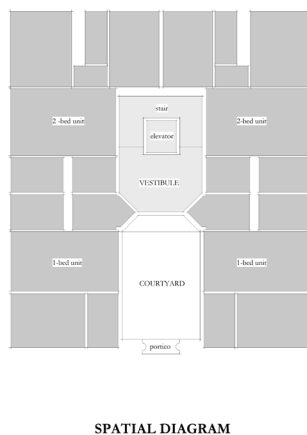 stair
2 -bed unit
elevator
2-bed unit
VESTIBULE
1-bed unit
1-bed unit
COURTYARD
portico
SPATIAL DIAGRAM